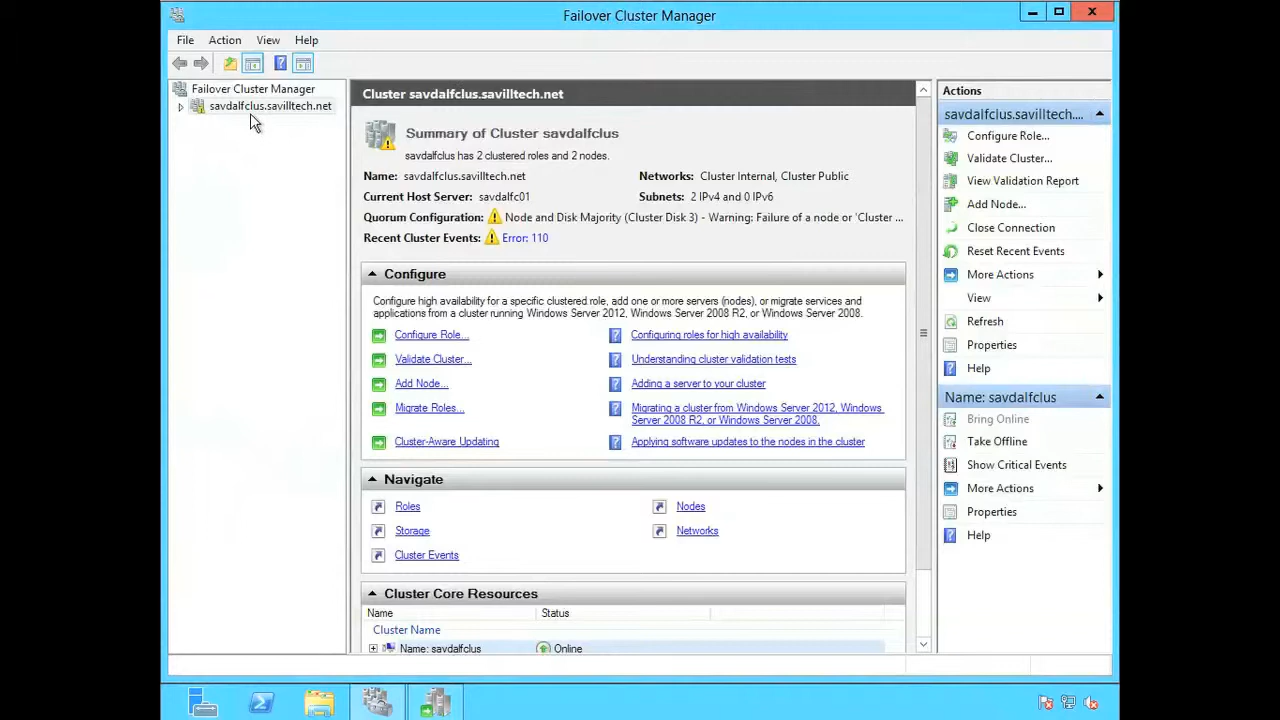 Failover Cluster Manager
File Action View Help
Failover Cluster Manager
savdalfclus.savilltech.net
Cluster savdalfclus.savilltech.net
Summary of Cluster savdalfclus
savdalfclus has 2 clustered roles and 2 nodes.
Name: savdalfclus.savilltech.net
Networks: Cluster Internal, Cluster Public
Current Host Server: savdalfc01
Subnets: 2 IPv4 and 0 IPv6
Quorum Configuration: Node and Disk Majority (Cluster Disk 3) - Warning: Failure of a node or 'Cluster ...
Recent Cluster Events: Error: 110
Configure
Configure high availability for a specific clustered role, add one or more servers (nodes), or migrate services and
applications from a cluster running Windows Server 2012, Windows Server 2008 R2, or Windows Server 2008.
Configure Role...
Configuring roles for high availability
Validate Cluster...
Understanding cluster validation tests
Add Node...
Adding a server to your cluster
Migrate Roles...
Migrating a cluster from Windows Server 2012, Windows
Server 2008 R2, or Windows Server 2008.
Cluster-Aware Updating
Applying software updates to the nodes in the cluster
Navigate
Roles
Nodes
Storage
Networks
Cluster Events
Cluster Core Resources
Name Status
Cluster Name
Name: savdalfclus Online
Actions
savdalfclus.savilltech....
Configure Role...
Validate Cluster...
View Validation Report
Add Node...
Close Connection
Reset Recent Events
More Actions
View
Refresh
Properties
Help
Name: savdalfclus
Bring Online
Take Offline
Show Critical Events
More Actions
Properties
Help